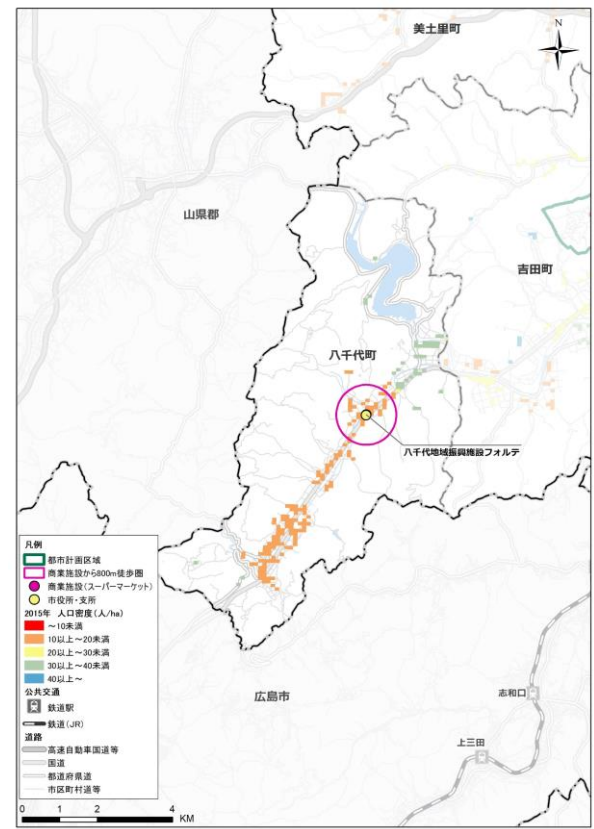 美土里町
N
山県郡
吉田町
八千代町
八千代地域振興施設フォルテ
凡例
都市計画区域
商業施設から800m徒歩圏
商業施設(スーパーマーケット)
市役所・支所
2015年 人口密度(人/ha)
～10未満
10以上～20未満
20以上～30未満
30以上～40未満
40以上～
公共交通
鉄道駅
鉄道(JR)
道路
高速自動車国道等
国道
都道府県道
市区町村道等
広島市
志和口
上三田
0 1 2 4
KM